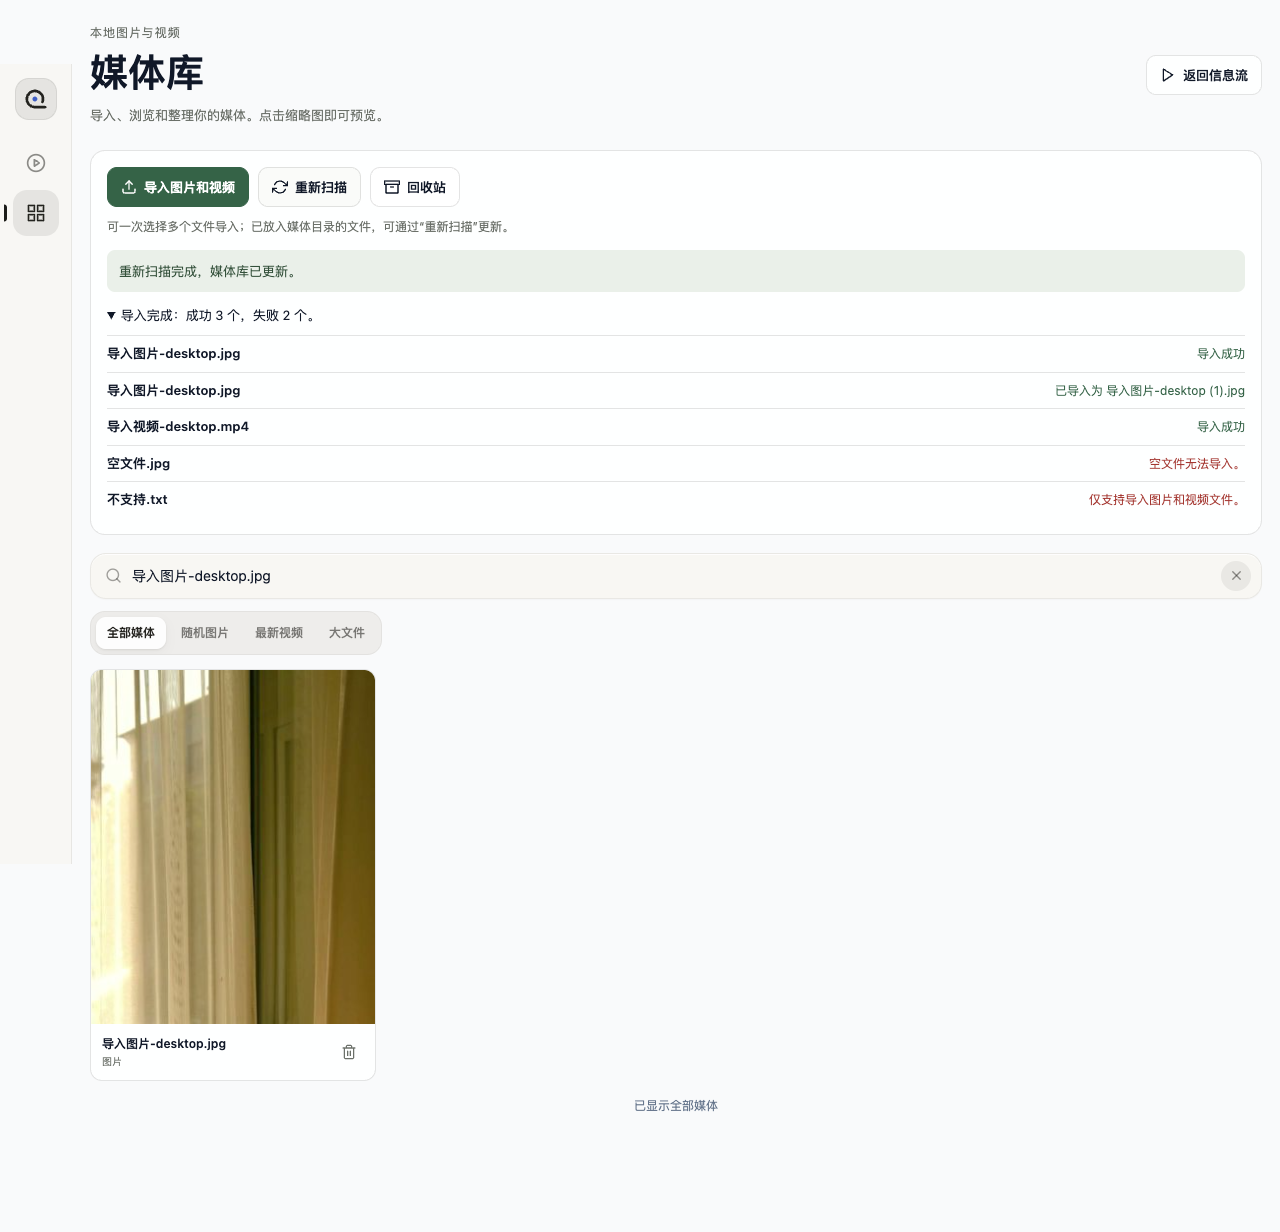 本地图片与视频
媒体库
返回信息流
导入、浏览和整理你的媒体。点击缩略图即可预览。
导入图片和视频
重新扫描
回收站
可一次选择多个文件导入；已放入媒体目录的文件，可通过“重新扫描”更新。
重新扫描完成，媒体库已更新。
导入完成：成功 3 个，失败 2 个。
导入图片-desktop.jpg 导入成功
导入图片-desktop.jpg 已导入为 导入图片-desktop (1).jpg
导入视频-desktop.mp4 导入成功
空文件.jpg 空文件无法导入。
不支持.txt 仅支持导入图片和视频文件。
导入图片-desktop.jpg
全部媒体 随机图片 最新视频 大文件
导入图片-desktop.jpg
图片
已显示全部媒体